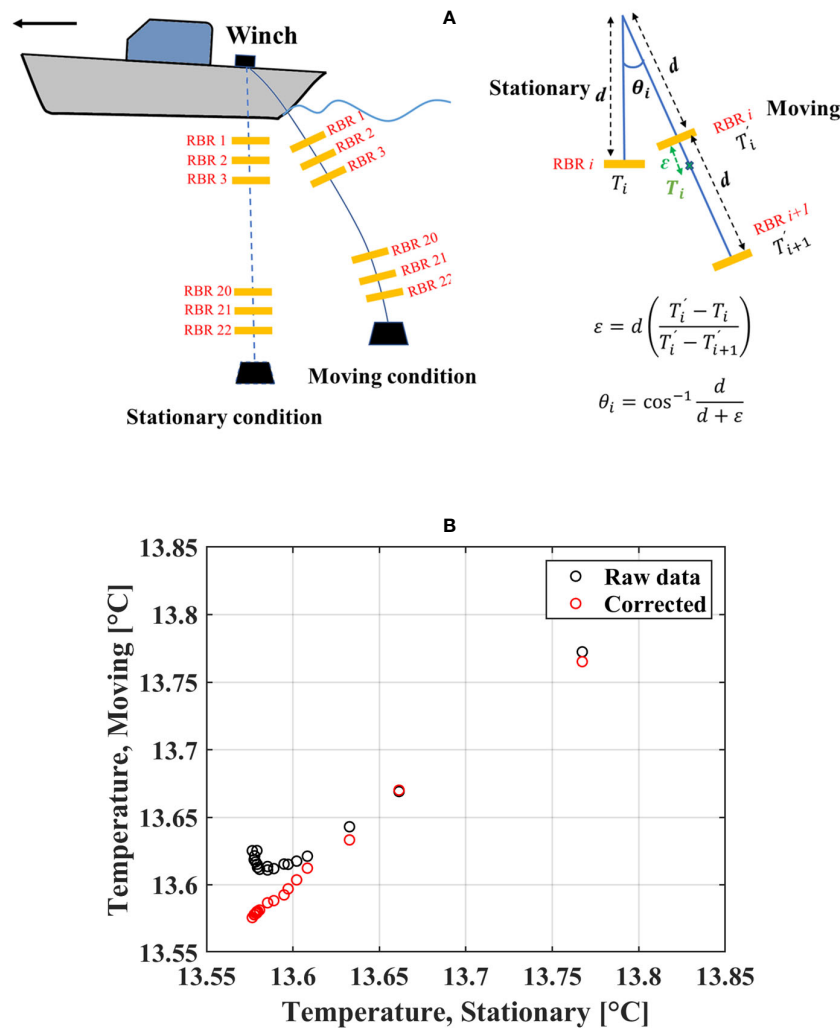 A
Winch
RBR 1
RBR 2
RBR 3
RBR 20
RBR 21
RBR 22
Stationary condition
RBR 1
RBR 2
RBR 3
RBR 20
RBR 21
RBR 22
Moving condition
Stationary
d
θᵢ
d
Moving
RBR i
T′ᵢ
RBR i
Tᵢ
ε
Tᵢ
d
RBR i+1
T′ᵢ₊₁
ε = d ((T′ᵢ − Tᵢ)/(T′ᵢ − T′ᵢ₊₁))
θᵢ = cos⁻¹ d/(d + ε)
B
Temperature, Moving [°C]
13.85
13.8
13.75
13.7
13.65
13.6
13.55
Raw data
Corrected
13.55 13.6 13.65 13.7 13.75 13.8 13.85
Temperature, Stationary [°C]